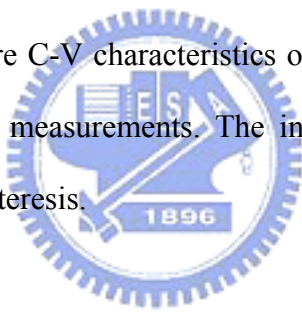 re C-V characteristics o
E S A
measurements. The in
teresis.
1896